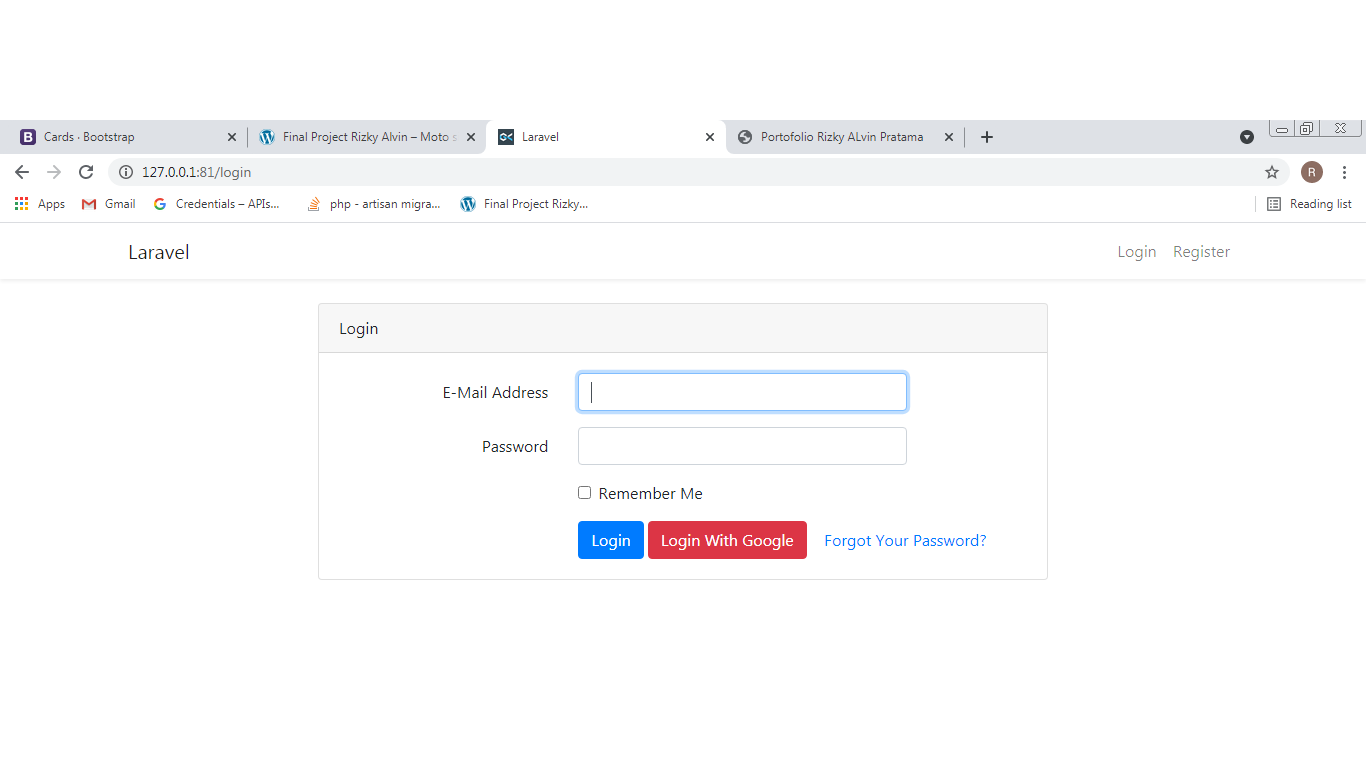 Cards · Bootstrap Final Project Rizky Alvin – Moto s Laravel Portofolio Rizky ALvin Pratama
127.0.0.1:81/login R
Apps Gmail Credentials – APIs... php - artisan migra... Final Project Rizky... Reading list
Laravel Login Register
Login
E-Mail Address
Password
Remember Me
Login Login With Google Forgot Your Password?